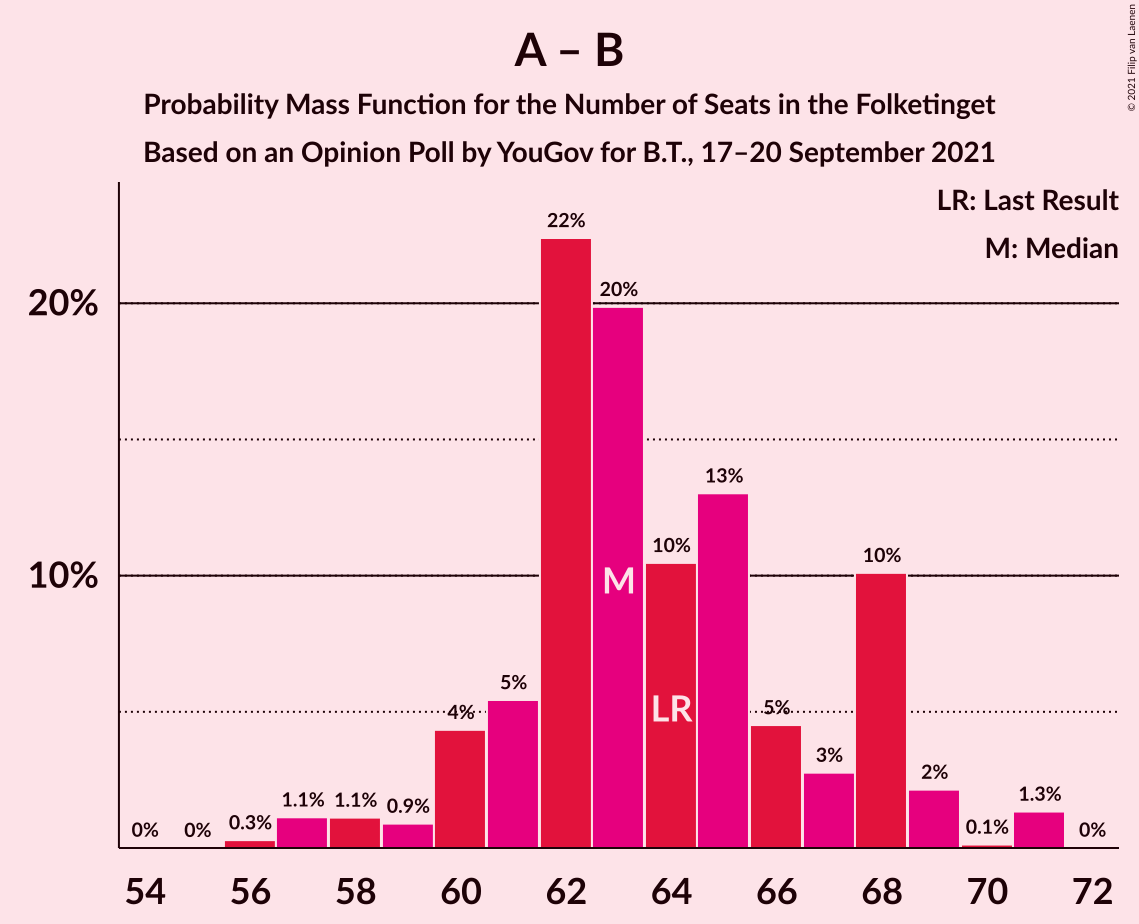 © 2021 Filip van Laenen
A – B
Probability Mass Function for the Number of Seats in the Folketinget
Based on an Opinion Poll by YouGov for B.T., 17–20 September 2021
LR: Last Result
M: Median
20%
10%
0%
0%
0.3%
1.1%
1.1%
0.9%
4%
5%
22%
20%
10%
13%
5%
3%
10%
2%
0.1%
1.3%
0%
M
LR
54 56 58 60 62 64 66 68 70 72